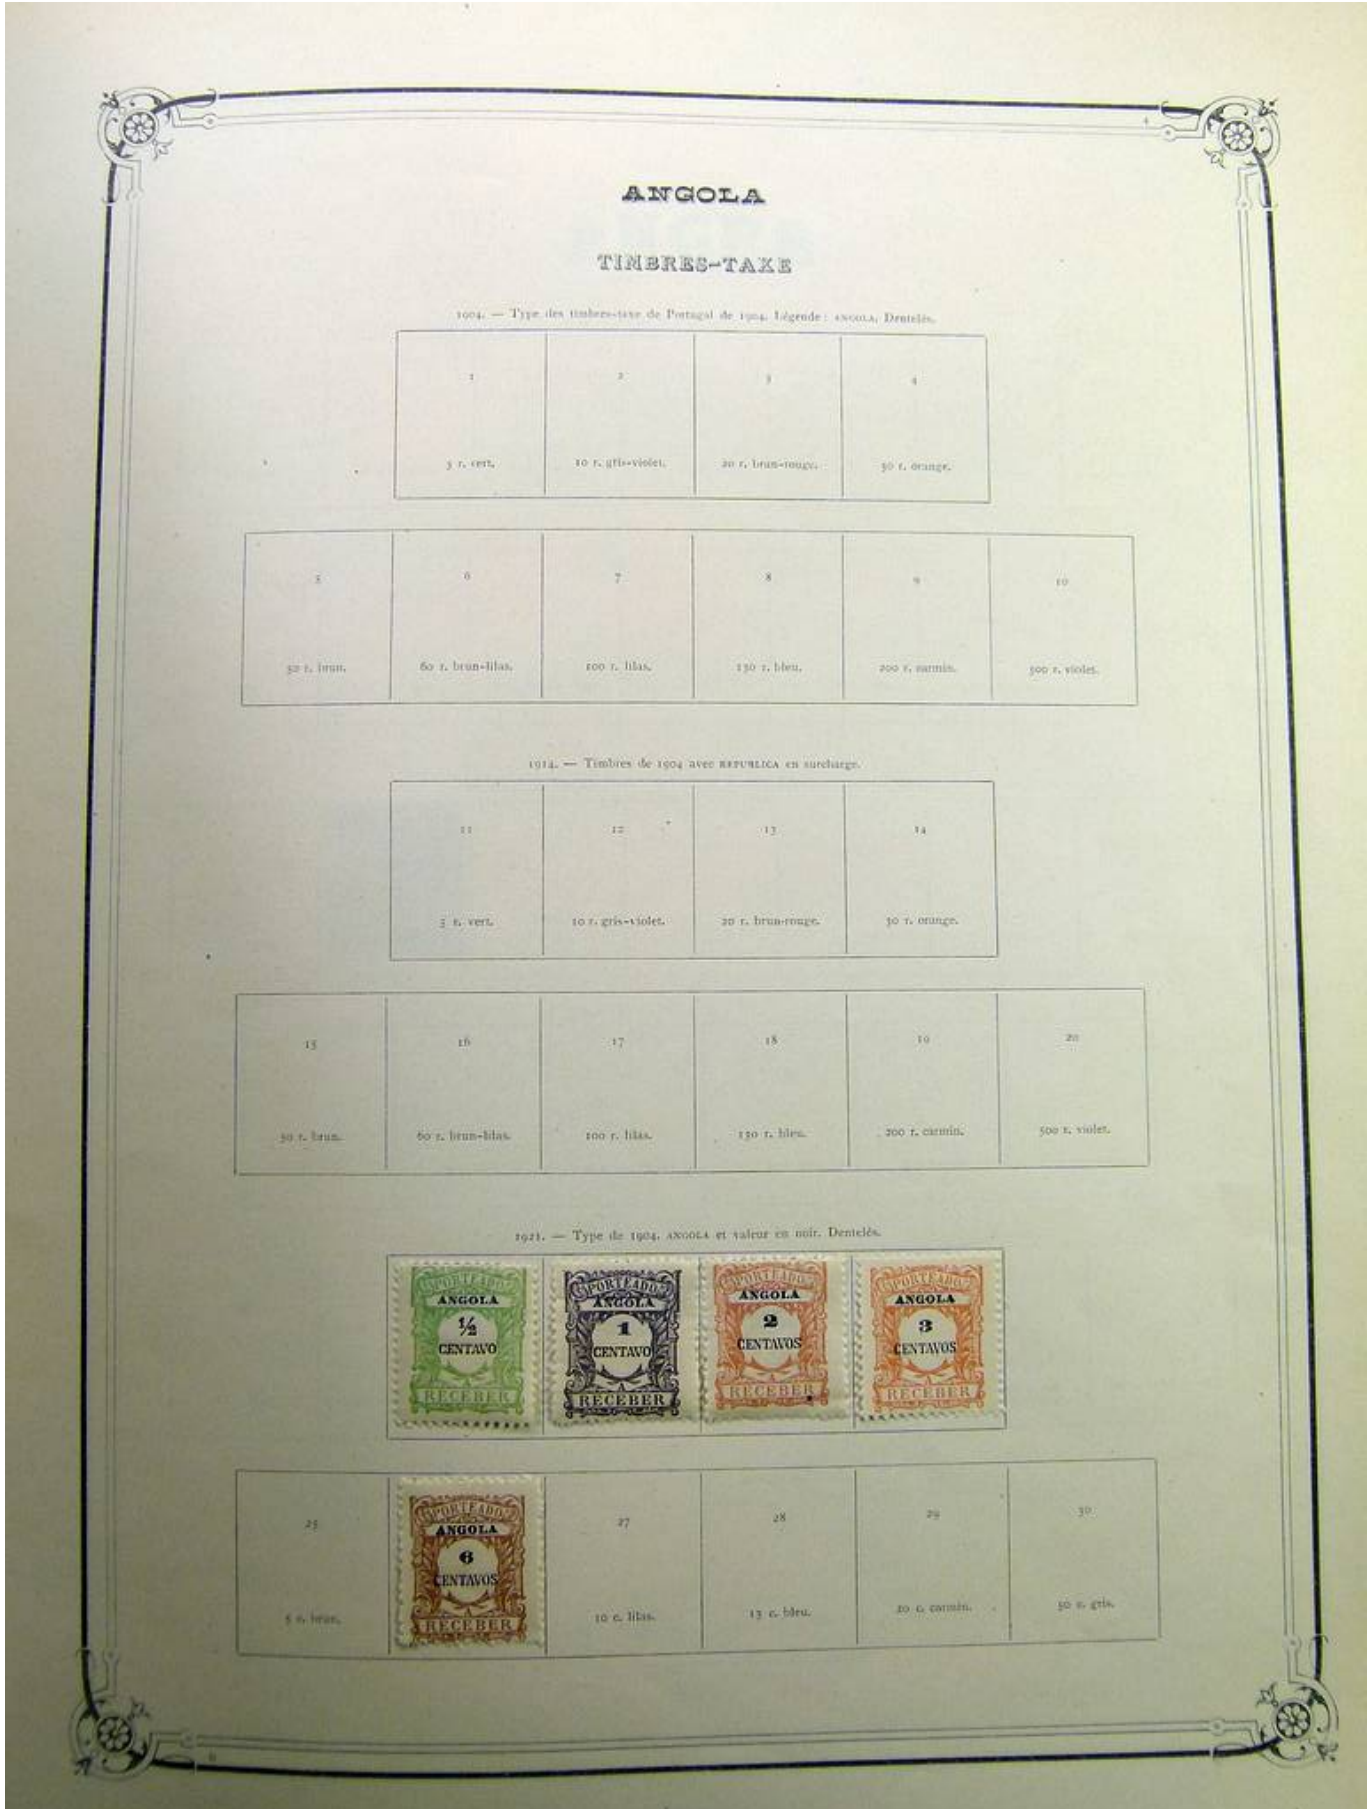 ANGOLA
TIMBRES-TAXE
1904. — Type des timbres-taxe de Portugal de 1904. Légende: ANGOLA. Dentelés.
1 2 3 4
5 r. vert. 10 r. gris-violet. 20 r. brun-rouge. 30 r. orange.
5 6 7 8 9 10
50 r. brun. 60 r. brun-lilas. 100 r. lilas. 130 r. bleu. 200 r. carmin. 500 r. violet.
1914. — Timbres de 1904 avec REPUBLICA en surcharge.
11 12 13 14
5 r. vert. 10 r. gris-violet. 20 r. brun-rouge. 30 r. orange.
15 16 17 18 19 20
50 r. brun. 60 r. brun-lilas. 100 r. lilas. 130 r. bleu. 200 r. carmin. 500 r. violet.
1921. — Type de 1904. ANGOLA et valeur en noir. Dentelés.
PORTEADO PORTEADO PORTEADO PORTEADO
ANGOLA ANGOLA ANGOLA ANGOLA
½ 1 2 3
CENTAVO CENTAVO CENTAVOS CENTAVOS
A A A A
RECEBER RECEBER RECEBER RECEBER
25 27 28 29 30
PORTEADO
ANGOLA
6
CENTAVOS
A
RECEBER
5 c. brun. 10 c. lilas. 13 c. bleu. 20 c. carmin. 50 c. gris.